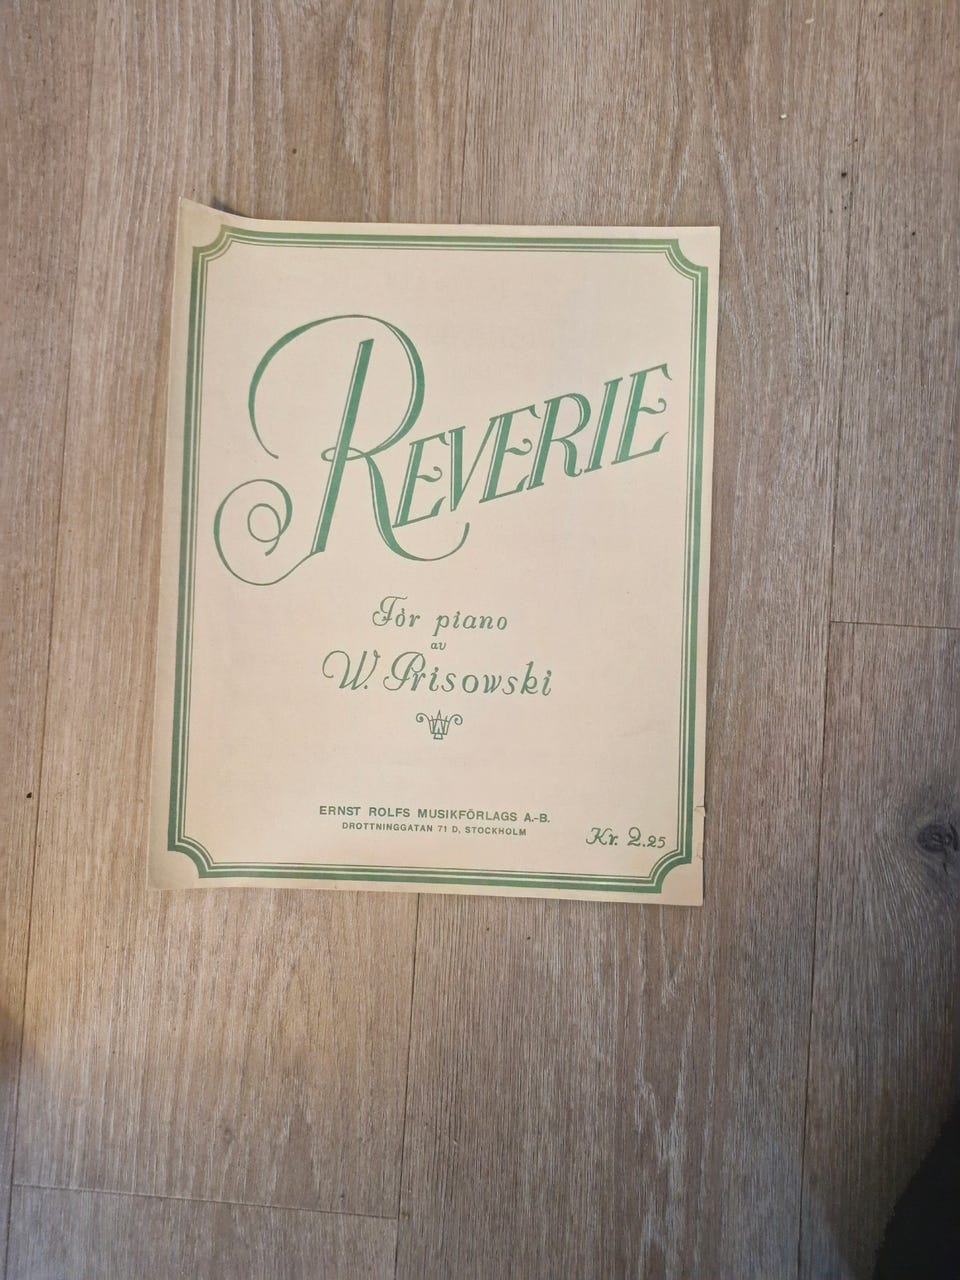 REVERIE
För piano
av
W. Prisowski
ERNST ROLFS MUSIKFÖRLAGS A.-B.
DROTTNINGGATAN 71 D, STOCKHOLM
Kr. 2.25